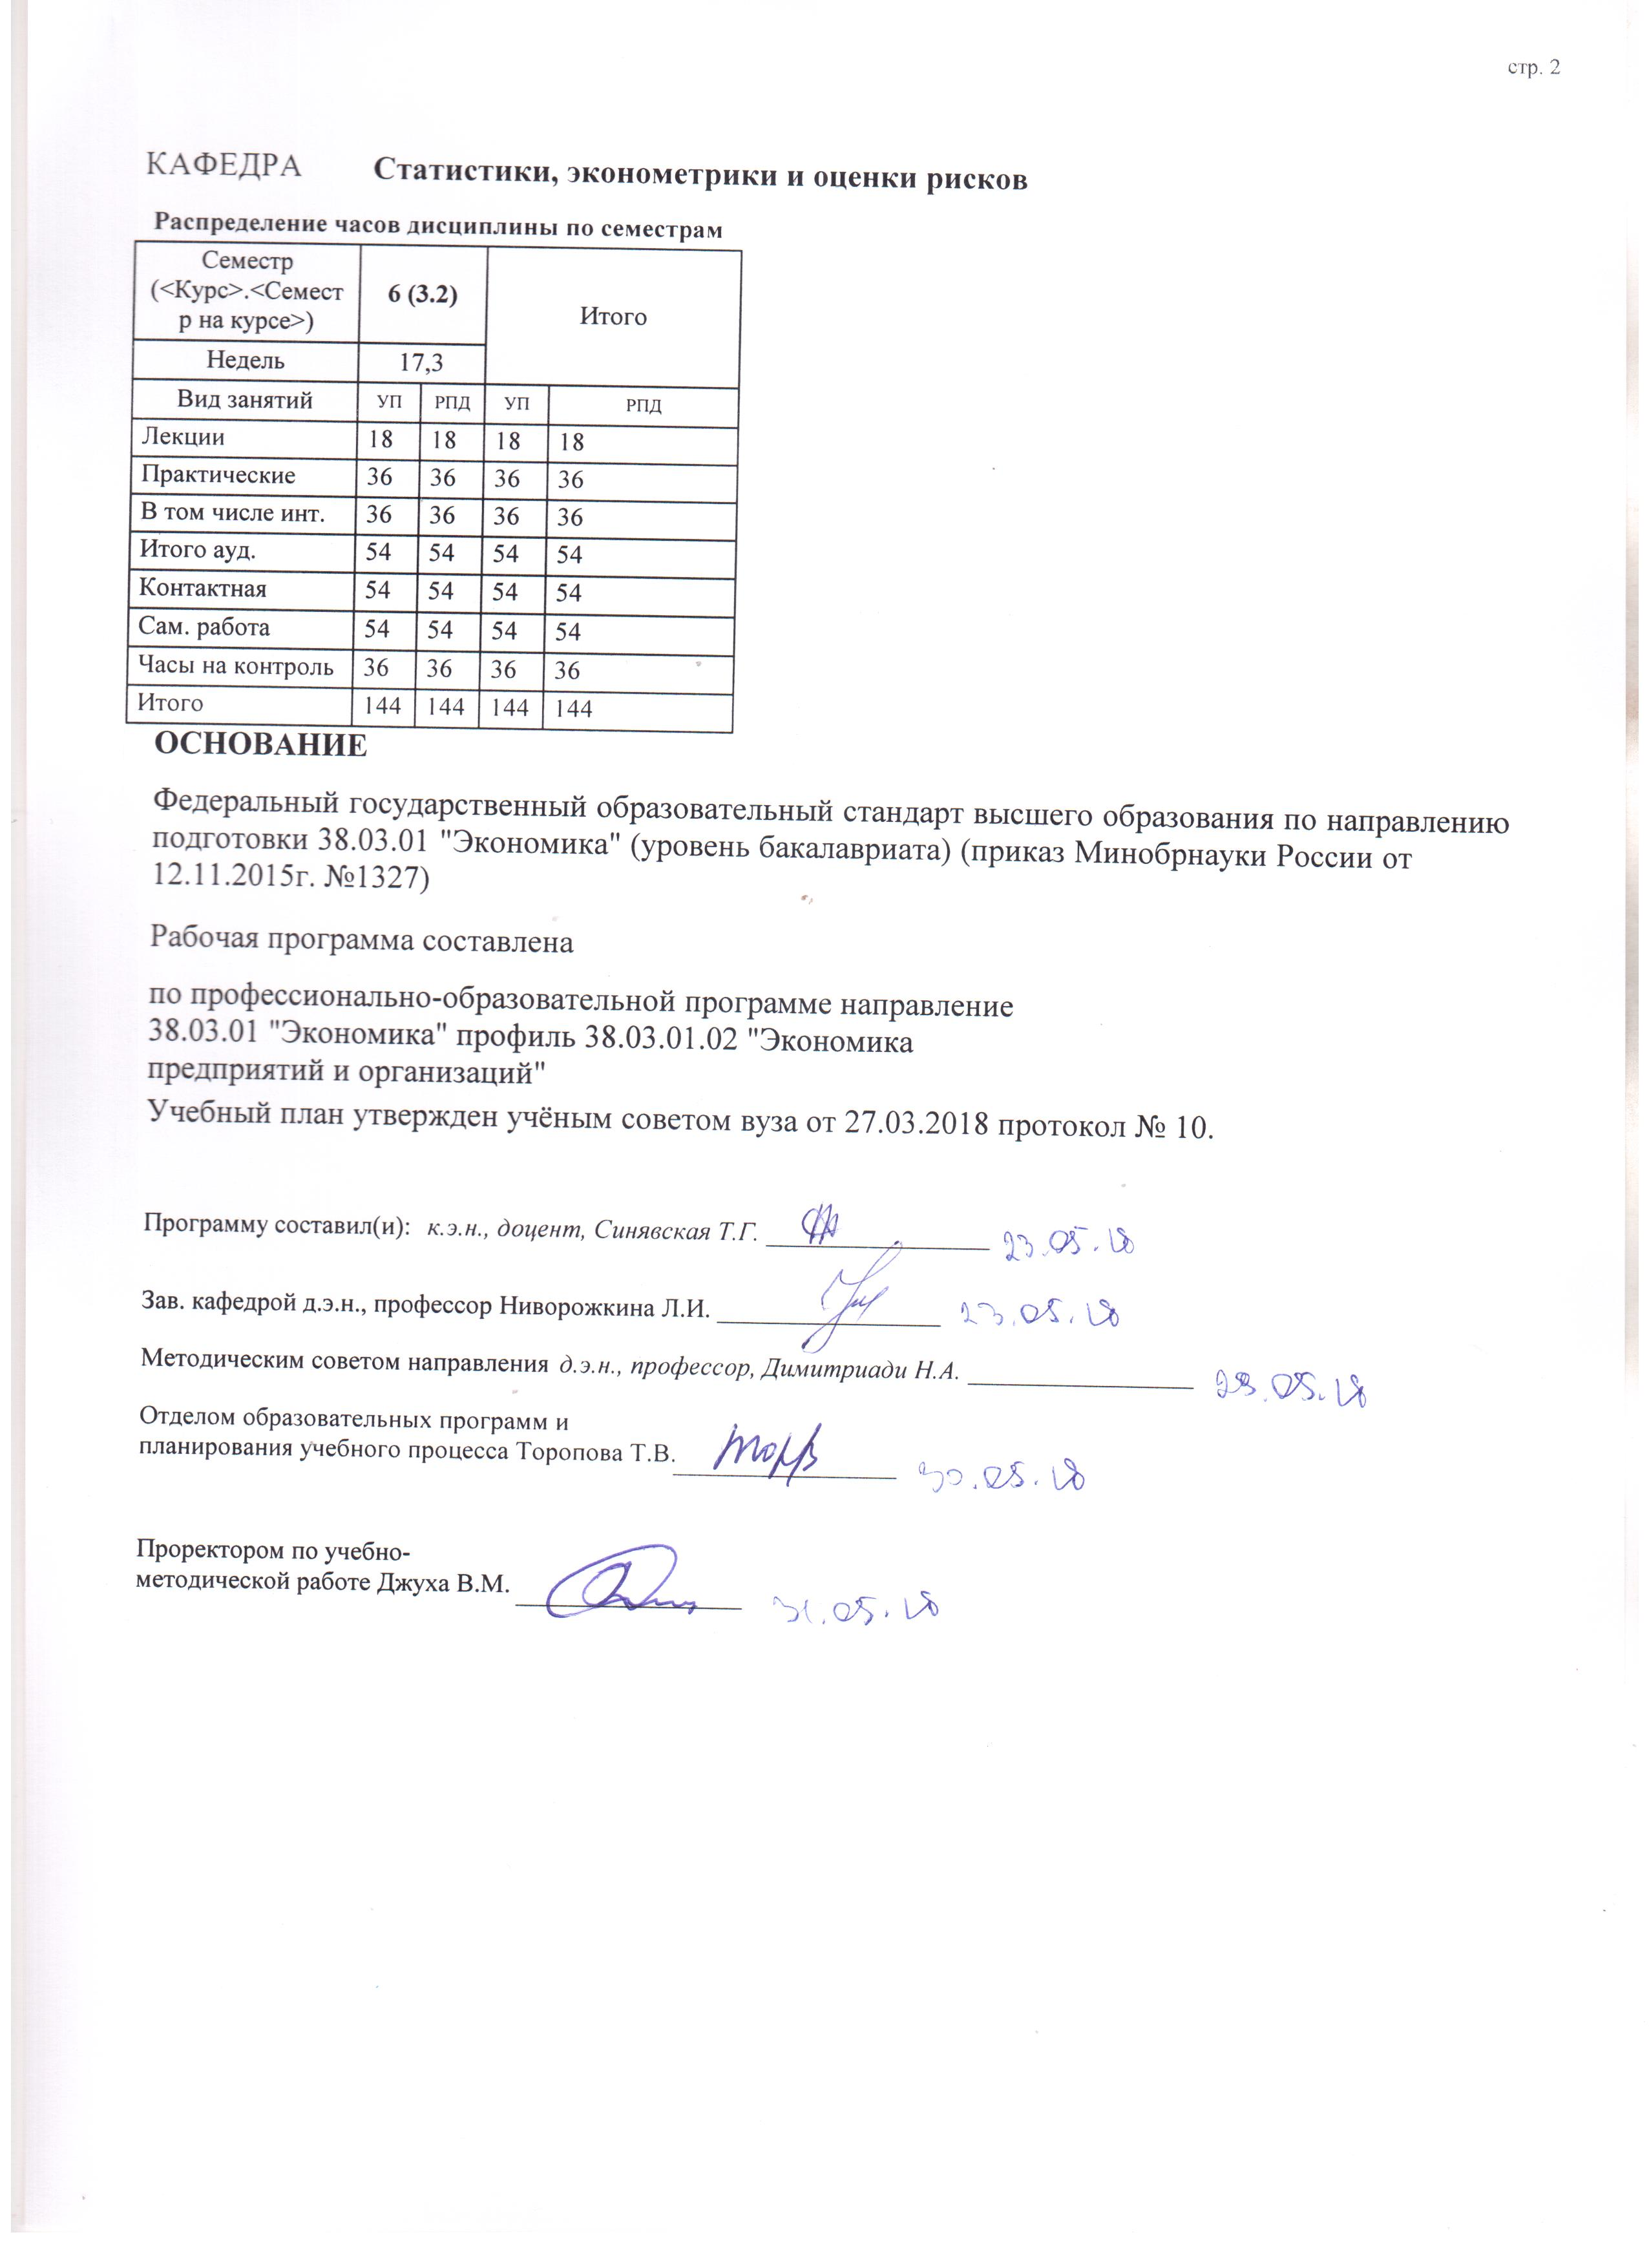 стр. 2
КАФЕДРА Статистики, эконометрики и оценки рисков
Распределение часов дисциплины по семестрам
Семестр
(<Курс>.<Семест
р на курсе>) 6 (3.2) Итого
Недель 17,3
Вид занятий УП РПД УП РПД
Лекции 18 18 18 18
Практические 36 36 36 36
В том числе инт. 36 36 36 36
Итого ауд. 54 54 54 54
Контактная 54 54 54 54
Сам. работа 54 54 54 54
Часы на контроль 36 36 36 36
Итого 144 144 144 144
ОСНОВАНИЕ
Федеральный государственный образовательный стандарт высшего образования по направлению
подготовки 38.03.01 "Экономика" (уровень бакалавриата) (приказ Минобрнауки России от
12.11.2015г. №1327)
Рабочая программа составлена
по профессионально-образовательной программе направление
38.03.01 "Экономика" профиль 38.03.01.02 "Экономика
предприятий и организаций"
Учебный план утвержден учёным советом вуза от 27.03.2018 протокол № 10.
Программу составил(и): к.э.н., доцент, Синявская Т.Г. 23.05.18
Зав. кафедрой д.э.н., профессор Ниворожкина Л.И. 23.05.18
Методическим советом направления д.э.н., профессор, Димитриади Н.А.
Отделом образовательных программ и
планирования учебного процесса Торопова Т.В. 30.05.18
Проректором по учебно-
методической работе Джуха В.М. 31.05.18